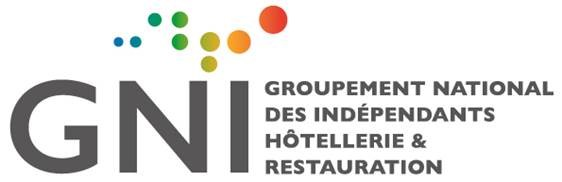 GNI
GROUPEMENT NATIONAL
DES INDÉPENDANTS
HÔTELLERIE &
RESTAURATION